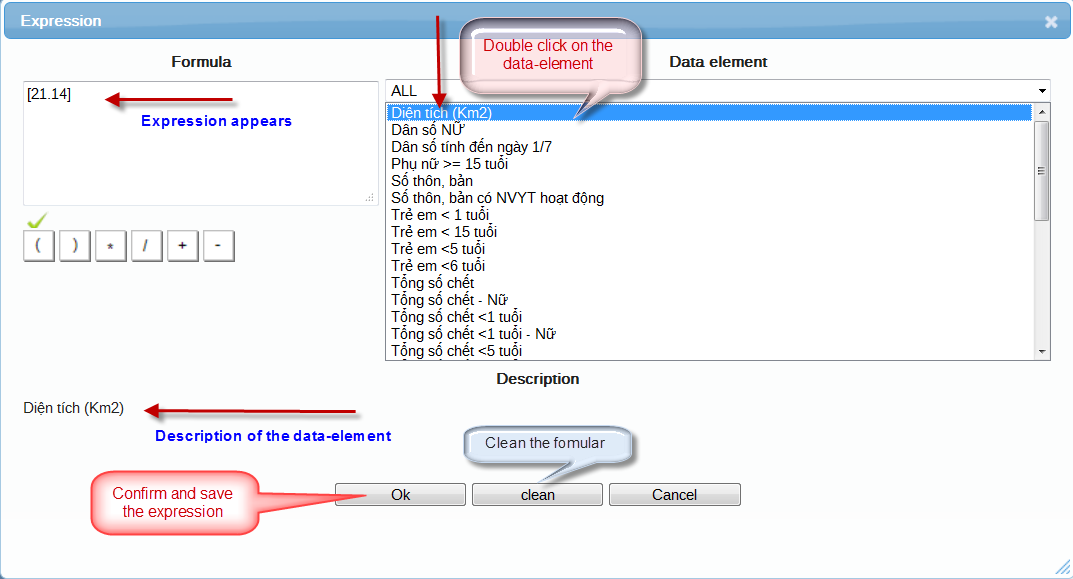 Expression
Double click on the
data-element
Formula
Data element
[21.14]
Expression appears
ALL
Diện tích (Km2)
Dân số NỮ
Dân số tính đến ngày 1/7
Phụ nữ >= 15 tuổi
Số thôn, bản
Số thôn, bản có NVYT hoạt động
Trẻ em < 1 tuổi
Trẻ em < 15 tuổi
Trẻ em <5 tuổi
Trẻ em <6 tuổi
Tổng số chết
Tổng số chết - Nữ
Tổng số chết <1 tuổi
Tổng số chết <1 tuổi - Nữ
Tổng số chết <5 tuổi
( ) * / + -
Description
Diện tích (Km2)
Description of the data-element
Clean the fomular
Confirm and save
the expression
Ok
clean
Cancel